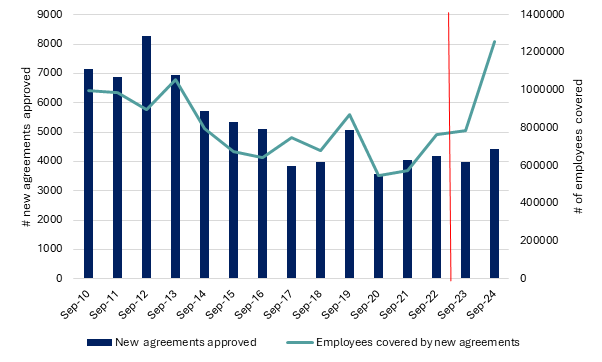 # new agreements approved
9000
8000
7000
6000
5000
4000
3000
2000
1000
0
1400000
1200000
1000000
800000
600000
400000
200000
0
# of employees covered
Sep-10
Sep-11
Sep-12
Sep-13
Sep-14
Sep-15
Sep-16
Sep-17
Sep-18
Sep-19
Sep-20
Sep-21
Sep-22
Sep-23
Sep-24
New agreements approved
Employees covered by new agreements